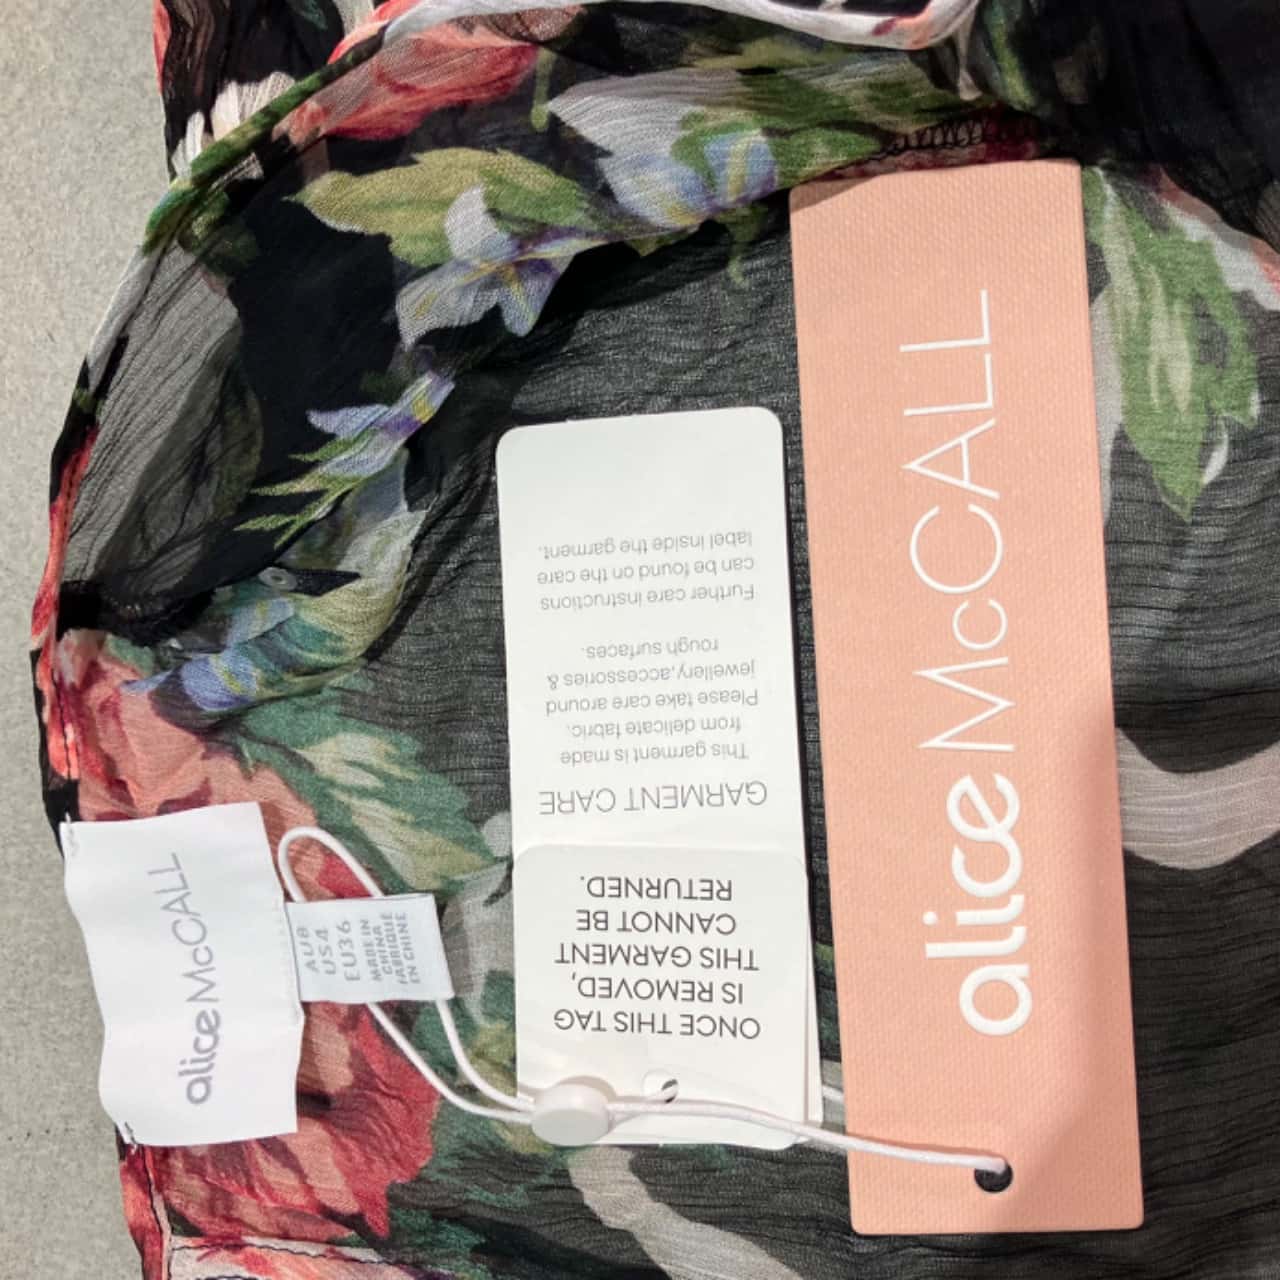 alice McCALL
AU8
US4
EU36
MADE IN
CHINA
FABRIQUÉ
EN CHINE
ONCE THIS TAG
IS REMOVED,
THIS GARMENT
CANNOT BE
RETURNED.
GARMENT CARE
This garment is made
from delicate fabric.
Please take care around
jewellery,accessories &
rough surfaces.
Further care instructions
can be found on the care
label inside the garment.
alice McCALL